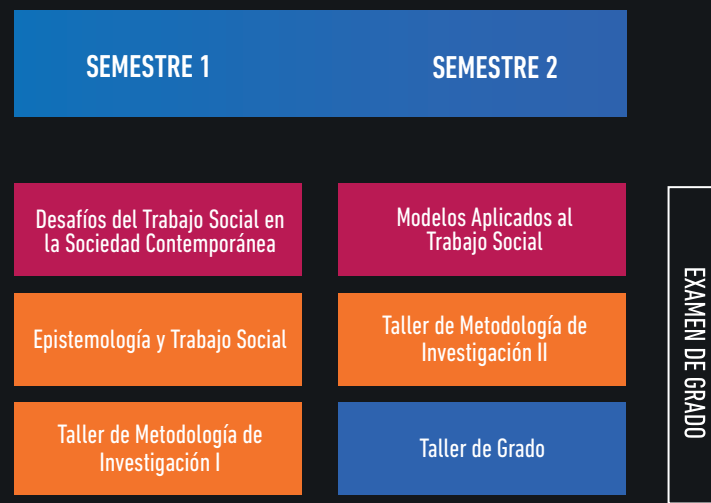 SEMESTRE 1
SEMESTRE 2
Desafíos del Trabajo Social en
la Sociedad Contemporánea
Modelos Aplicados al
Trabajo Social
Epistemología y Trabajo Social
Taller de Metodología de
Investigación II
Taller de Metodología de
Investigación I
Taller de Grado
EXAMEN DE GRADO